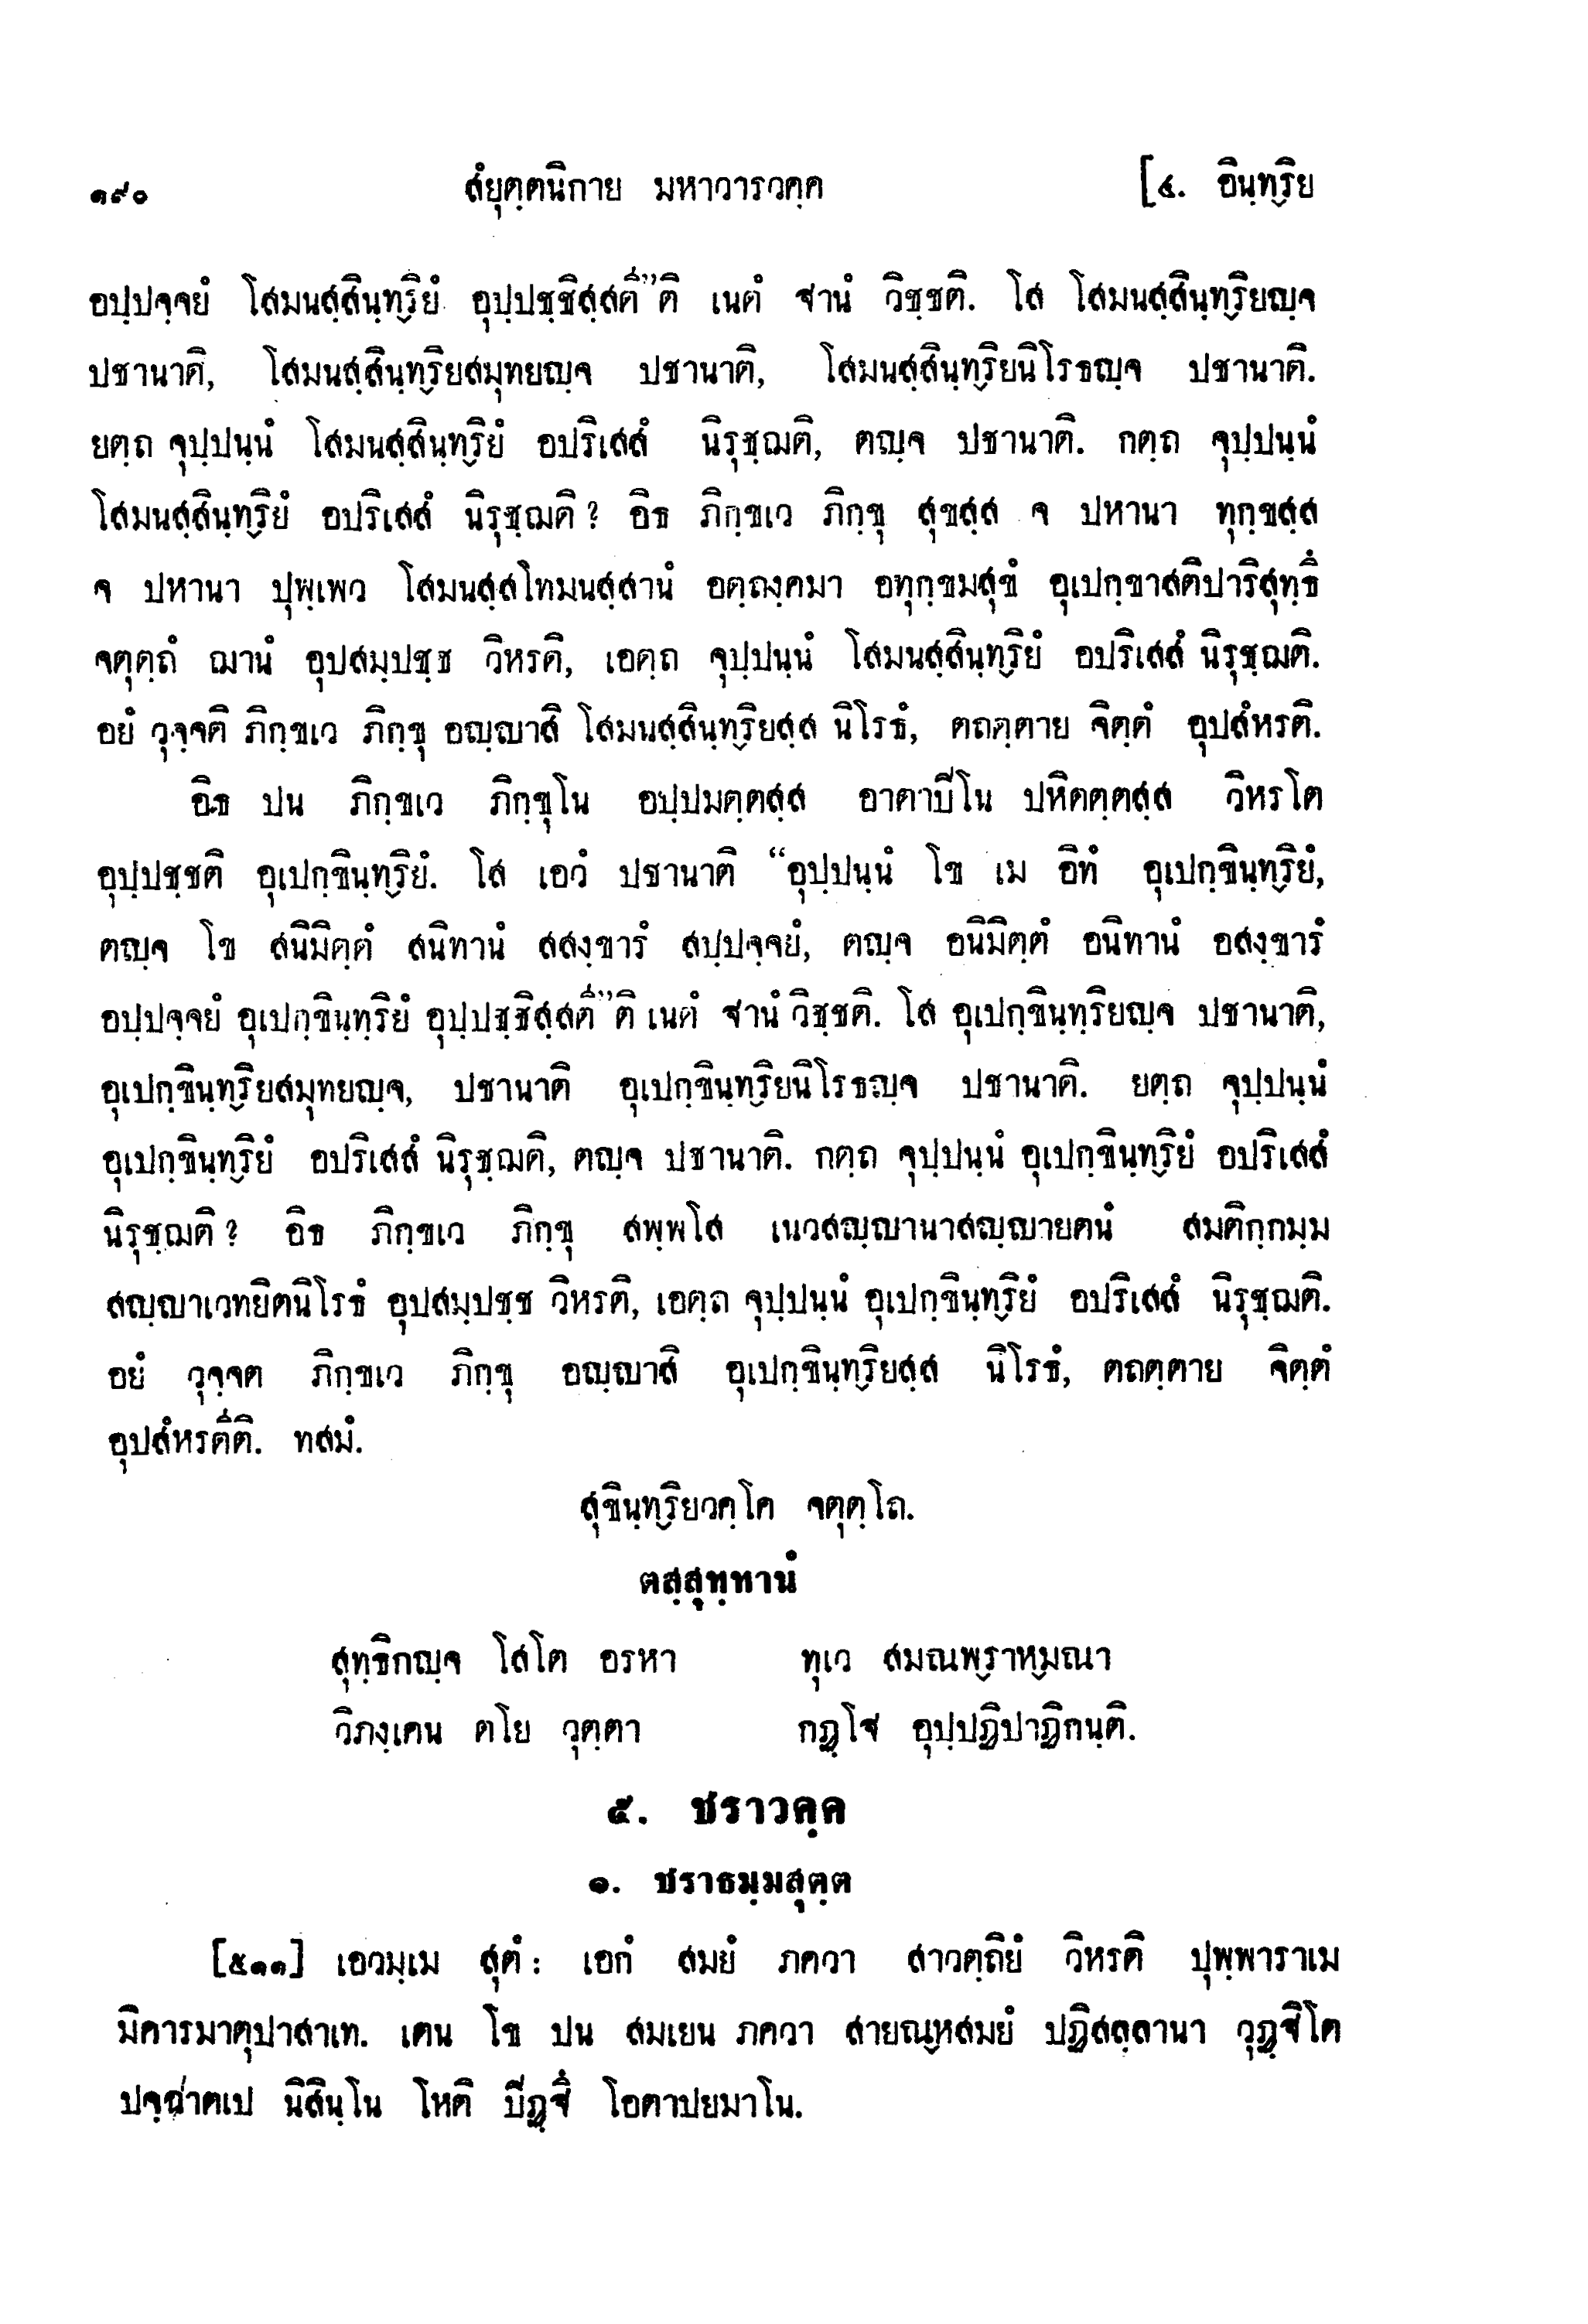 ๑๙๐ สํยุตฺตนิกาย มหาวารวคฺค [๔. อินฺทฺริย
อปฺปจฺจยํ โสมนสฺสินฺทฺริยํ อุปฺปชฺชิสฺสตี”ติ เนตํ ฐานํ วิชฺชติ. โส โสมนสฺสินฺทฺริยญฺจ
ปชานาติ, โสมนสฺสินฺทฺริยสมุทยญฺจ ปชานาติ, โสมนสฺสินฺทฺริยนิโรธญฺจ ปชานาติ.
ยตฺถ จุปฺปนฺนํ โสมนสฺสินฺทฺริยํ อปริเสสํ นิรุชฺฌติ, ตญฺจ ปชานาติ. กตฺถ จุปฺปนฺนํ
โสมนสฺสินฺทฺริยํ อปริเสสํ นิรุชฺฌติ? อิธ ภิกฺขเว ภิกฺขุ สุขสฺส จ ปหานา ทุกฺขสฺส
จ ปหานา ปุพฺเพว โสมนสฺสโทมนสฺสานํ อตฺถงฺคมา อทุกฺขมสุขํ อุเปกฺขาสติปาริสุทฺธึ
จตุตฺถํ ฌานํ อุปสมฺปชฺช วิหรติ, เอตฺถ จุปฺปนฺนํ โสมนสฺสินฺทฺริยํ อปริเสสํ นิรุชฺฌติ.
อยํ วุจฺจติ ภิกฺขเว ภิกฺขุ อญฺญาสิ โสมนสฺสินฺทฺริยสฺส นิโรธํ, ตถตฺตาย จิตฺตํ อุปสํหรติ.
อิธ ปน ภิกฺขเว ภิกฺขุโน อปฺปมตฺตสฺส อาตาปิโน ปหิตตฺตสฺส วิหรโต
อุปฺปชฺชติ อุเปกฺขินฺทฺริยํ. โส เอวํ ปชานาติ “อุปฺปนฺนํ โข เม อิทํ อุเปกฺขินฺทฺริยํ,
ตญฺจ โข สนิมิตฺตํ สนิทานํ สสงฺขารํ สปฺปจฺจยํ, ตญฺจ อนิมิตฺตํ อนิทานํ อสงฺขารํ
อปฺปจฺจยํ อุเปกฺขินฺทฺริยํ อุปฺปชฺชิสฺสตี”ติ เนตํ ฐานํ วิชฺชติ. โส อุเปกฺขินฺทฺริยญฺจ ปชานาติ,
อุเปกฺขินฺทฺริยสมุทยญฺจ, ปชานาติ อุเปกฺขินฺทฺริยนิโรธญฺจ ปชานาติ. ยตฺถ จุปฺปนฺนํ
อุเปกฺขินฺทฺริยํ อปริเสสํ นิรุชฺฌติ, ตญฺจ ปชานาติ. กตฺถ จุปฺปนฺนํ อุเปกฺขินฺทฺริยํ อปริเสสํ
นิรุชฺฌติ? อิธ ภิกฺขเว ภิกฺขุ สพฺพโส เนวสญฺญานาสญฺญายตนํ สมติกฺกมฺม
สญฺญาเวทยิตนิโรธํ อุปสมฺปชฺช วิหรติ, เอตฺถ จุปฺปนฺนํ อุเปกฺขินฺทฺริยํ อปริเสสํ นิรุชฺฌติ.
อยํ วุจฺจต ภิกฺขเว ภิกฺขุ อญฺญาสิ อุเปกฺขินฺทฺริยสฺส นิโรธํ, ตถตฺตาย จิตฺตํ
อุปสํหรตีติ. ทสมํ.
สุขินฺทฺริยวคฺโค จตุตฺโถ.
ตสฺสุทฺทานํ
สุทฺธิกญฺจ โสโต อรหา ทุเว สมณพฺราหฺมณา
วิภงฺเคน ตโย วุตฺตา กฏฺโฐ อุปฺปฏิปาฏิกนฺติ.
๕. ชราวคฺค
๑. ชราธมฺมสุตฺต
[๕๑๑] เอวมฺเม สุตํ: เอกํ สมยํ ภควา สาวตฺถิยํ วิหรติ ปุพฺพาราเม
มิคารมาตุปาสาเท. เตน โข ปน สมเยน ภควา สายณฺหสมยํ ปฏิสลฺลานา วุฏฺฐิโต
ปจฺฉาตเป นิสินฺโน โหติ ปิฏฺฐึ โอตาปยมาโน.